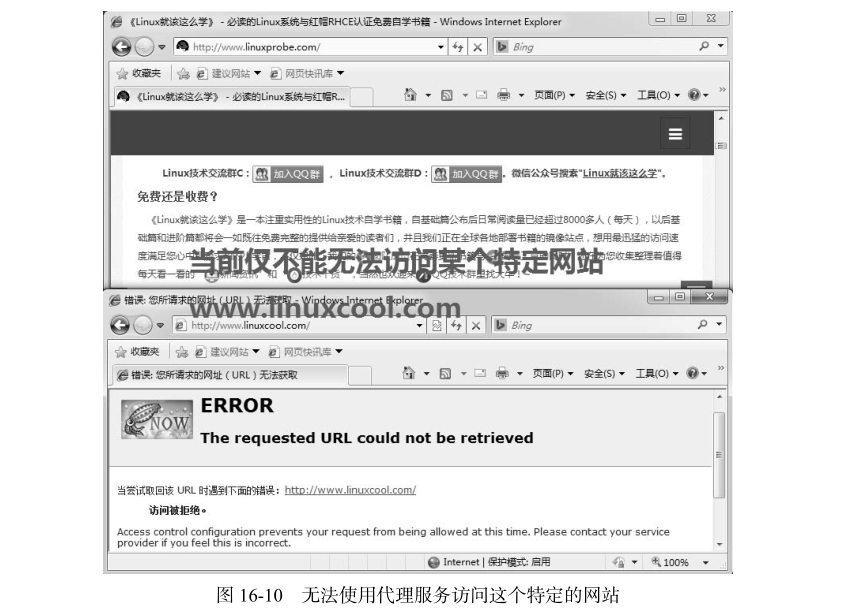 《Linux就该这么学》 - 必读的Linux系统与红帽RHCE认证免费自学书籍 - Windows Internet Explorer
http://www.linuxprobe.com/
Bing
收藏夹 建议网站 网页快讯库
《Linux就该这么学》 - 必读的Linux系统与红帽R...
页面(P) 安全(S) 工具(O)
Linux技术交流群C： 加入QQ群 ，Linux技术交流群D： 加入QQ群 。微信公众号搜索"Linux就该这么学"。
免费还是收费？
《Linux就该这么学》是一本注重实用性的Linux技术自学书籍，自基础篇公布后日常阅读量已经超过8000多人（每天），以后基
础篇和进阶篇都将会一如既往免费完整的提供给亲爱的读者们，并且我们正在全球各地部署书籍的镜像站点，想用最迅猛的访问速
度满足您心中
当前仅不能无法访问某个特定网站
为您收集整理着值得
每天看一看的
www.linuxcool.com
错误: 您所请求的网址（URL）无法获取 - Windows Internet Explorer
http://www.linuxcool.com/
Bing
收藏夹 建议网站 网页快讯库
错误: 您所请求的网址（URL）无法获取
页面(P) 安全(S) 工具(O)
NOW
ERROR
The requested URL could not be retrieved
当尝试取回该 URL 时遇到下面的错误： http://www.linuxcool.com/
访问被拒绝。
Access control configuration prevents your request from being allowed at this time. Please contact your service
provider if you feel this is incorrect.
Internet | 保护模式: 启用 100%
图 16-10 无法使用代理服务访问这个特定的网站